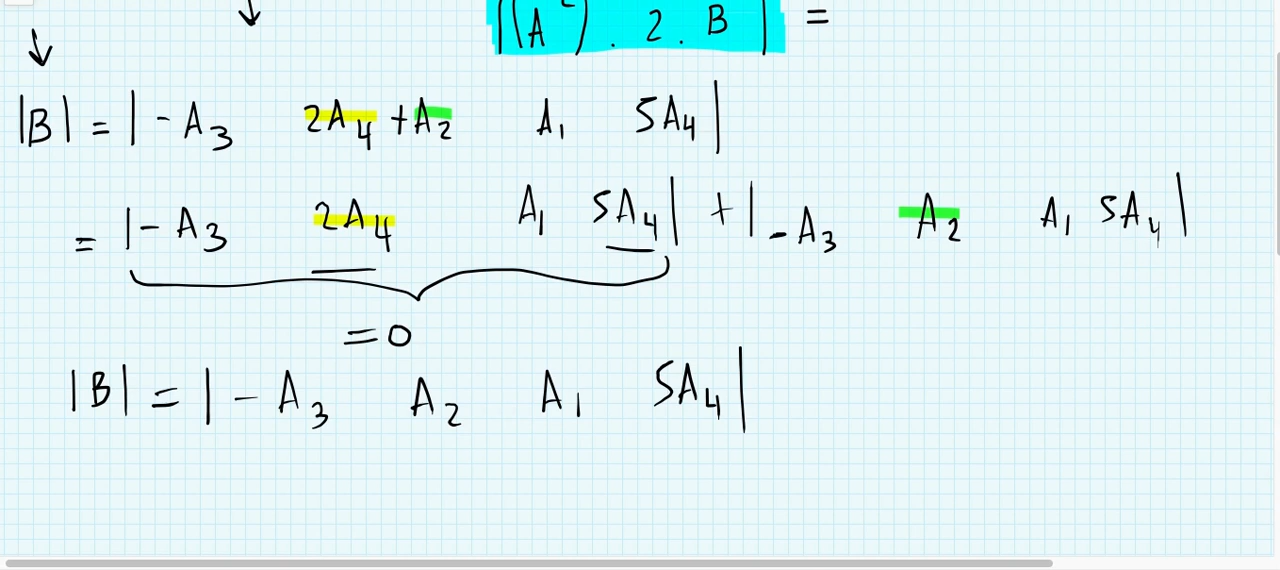 |(A ) . 2 . B| =
|B| = |-A₃ 2A₄ + A₂ A₁ 5A₄|
= |-A₃ 2A₄ A₁ 5A₄| + |-A₃ A₂ A₁ 5A₄|
= 0
|B| = |-A₃ A₂ A₁ 5A₄|